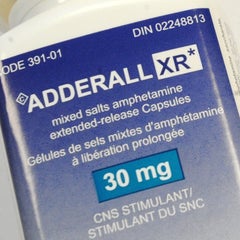 ODE 391-01
DIN 02248813
©ADDERALL XR*
mixed salts amphetamine
extended-release Capsules
Gélules de sels mixtes d'amphétamine
à libération prolongée
30 mg
CNS STIMULANT/
STIMULANT DU SNC